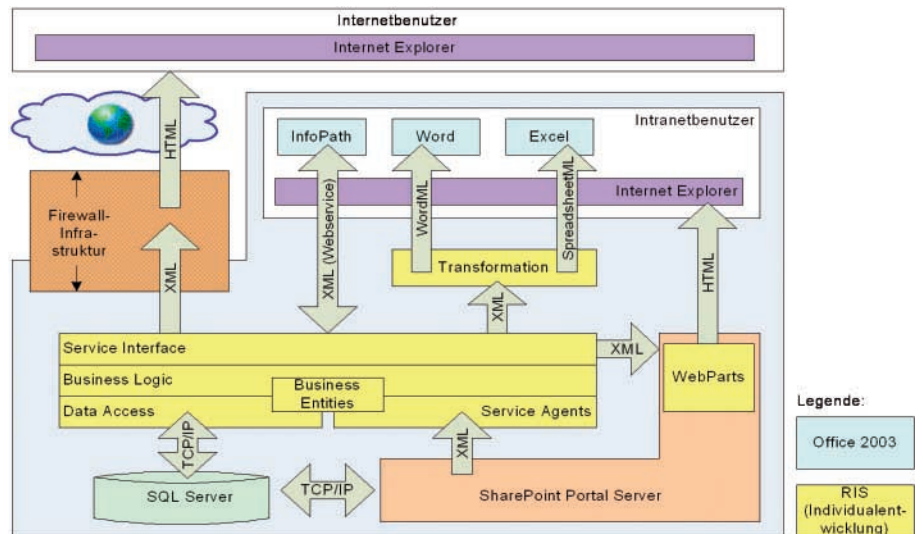 Internetbenutzer
Internet Explorer
HTML
InfoPath
Word
Excel
Intranetbenutzer
Internet Explorer
Firewall-
Infra-
struktur
XML
XML (Webservice)
WordML
SpreadsheetML
HTML
Transformation
XML
Service Interface
XML
Business Logic
WebParts
Business
Entities
Data Access
Service Agents
TCP/IP
XML
SQL Server
TCP/IP
SharePoint Portal Server
Legende:
Office 2003
RIS
(Individualent-
wicklung)